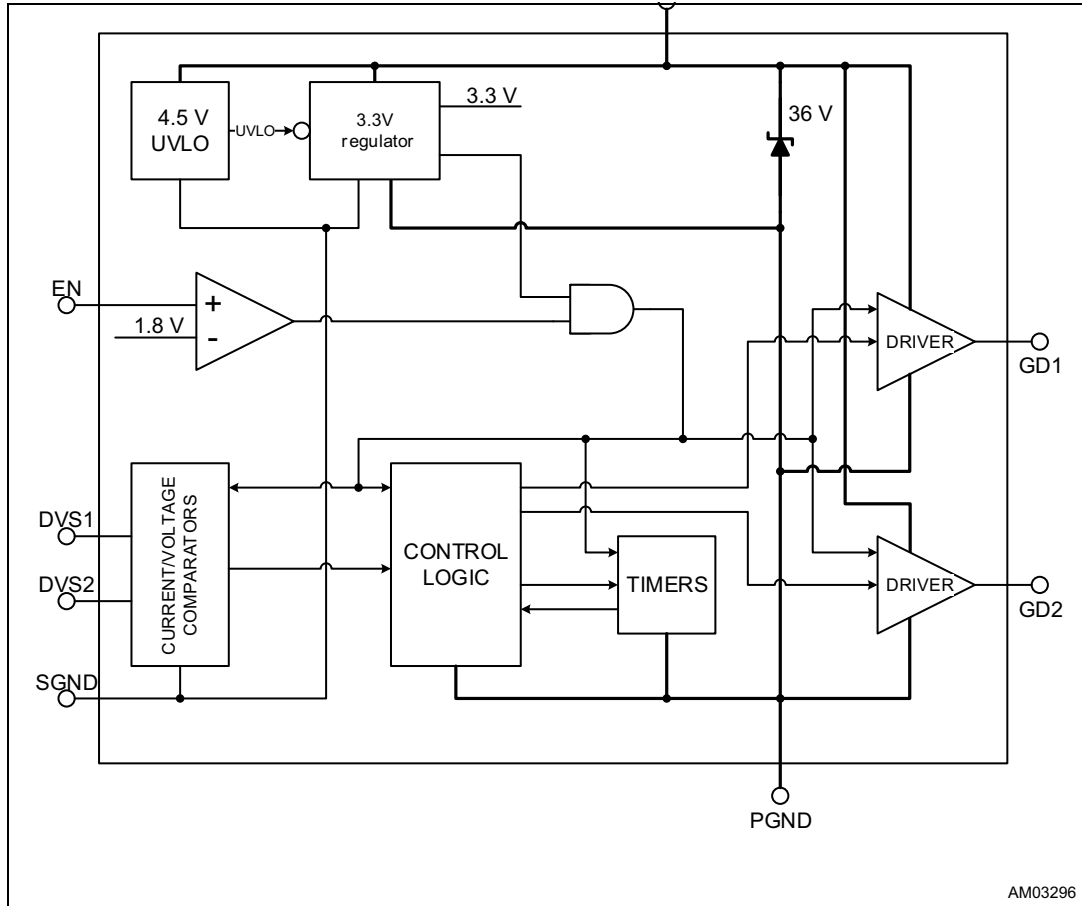 4.5 V
UVLO
UVLO
3.3V
regulator
3.3 V
36 V
EN
1.8 V
+
-
DRIVER
GD1
DVS1
DVS2
CURRENT/VOLTAGE
COMPARATORS
CONTROL
LOGIC
TIMERS
DRIVER
GD2
SGND
PGND
AM03296